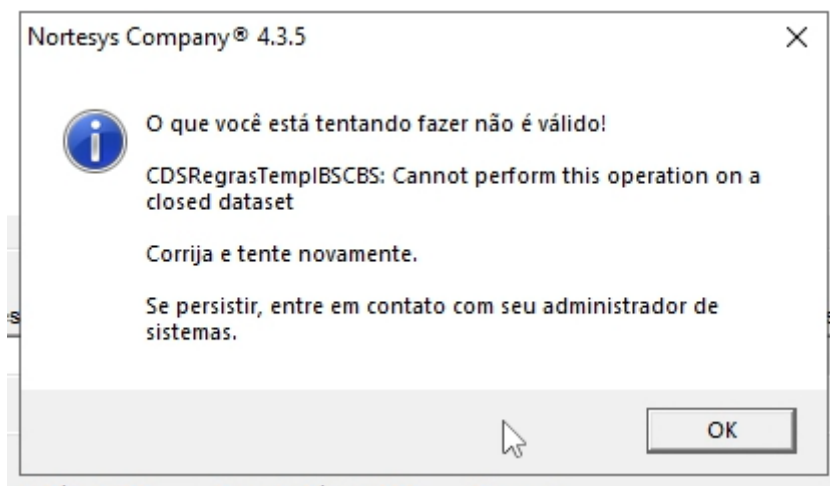 Nortesys Company® 4.3.5
O que você está tentando fazer não é válido!
CDSRegrasTempIBSCBS: Cannot perform this operation on a
closed dataset
Corrija e tente novamente.
Se persistir, entre em contato com seu administrador de
sistemas.
OK